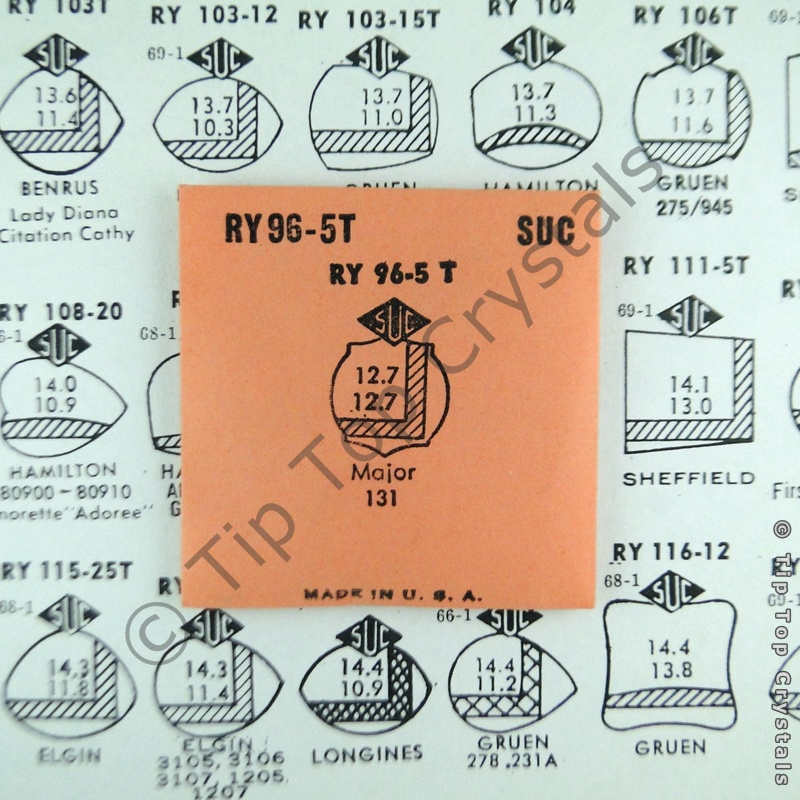 RY 103T
RY 103-12
RY 103-15T
RY 104
RY 106T
69-1
69-1
SUC
SUC
SUC
SUC
SUC
13.6
11.4
13.7
10.3
13.7
11.0
13.7
11.3
13.7
11.6
BENRUS
Lady Diana
Citation Cathy
GRUEN
HAMILTON
GRUEN
275/945
RY 96-5T
SUC
RY 96-5 T
SUC
12.7
12.7
Major
131
MADE IN U. S. A.
RY 108-20
SUC
14.0
10.9
HAMILTON
80900-80910
"Adoree"
68-1
RY 111-5T
69-1
SUC
14.1
13.0
SHEFFIELD
RY 115-25T
68-1
SUC
14.3
11.8
ELGIN
SUC
14.3
11.4
ELGIN
3105, 3106
3107, 1205,
1207
SUC
14.4
10.9
LONGINES
66-1
SUC
14.4
11.2
GRUEN
278, 231A
RY 116-12
68-1
SUC
14.4
13.8
GRUEN
© Tip Top Crystals
© Tip Top Crystals